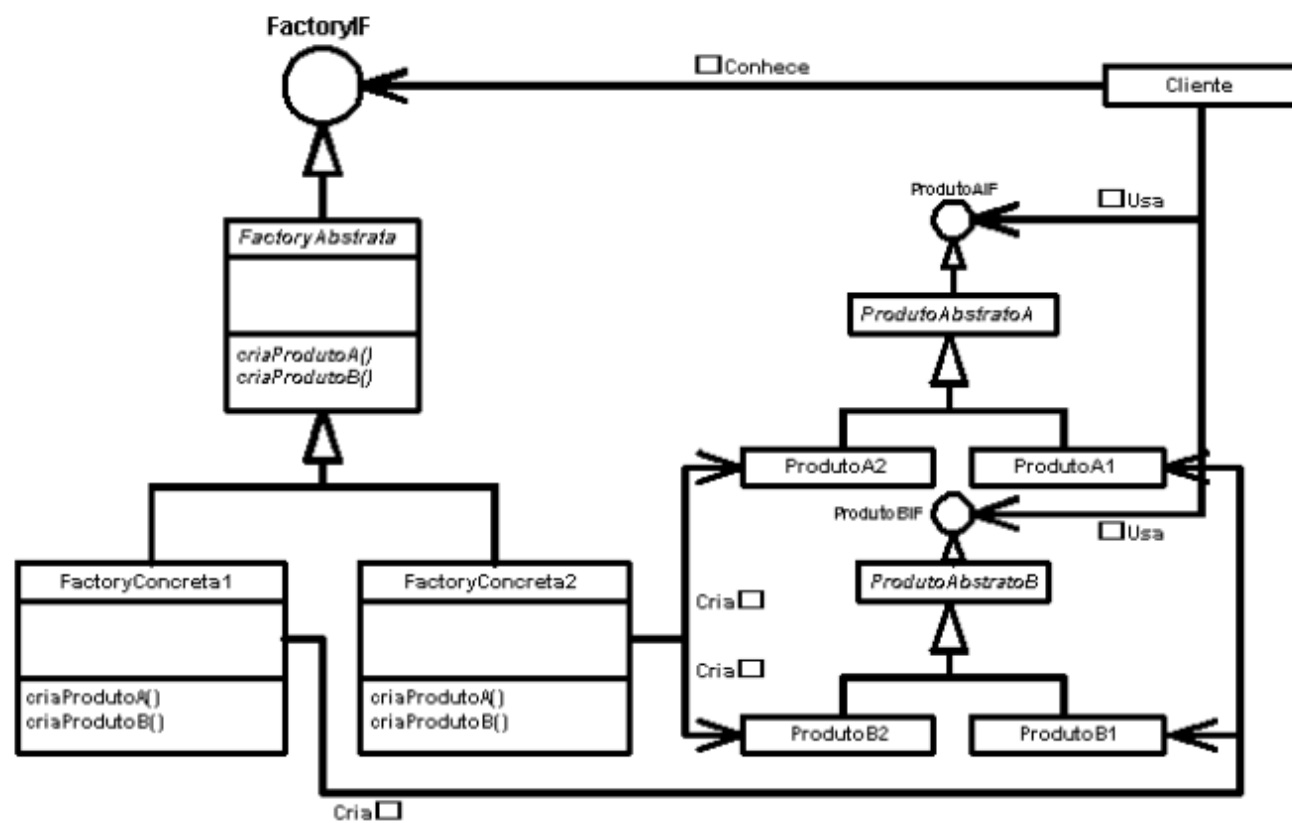 FactoryIF
Conhece
Cliente
ProdutoAIF
Usa
FactoryAbstrata
ProdutoAbstratoA
criaProdutoA()
criaProdutoB()
ProdutoA2
ProdutoA1
ProdutoBIF
Usa
FactoryConcreta1
FactoryConcreta2
ProdutoAbstratoB
Cria
Cria
criaProdutoA()
criaProdutoB()
criaProdutoA()
criaProdutoB()
ProdutoB2
ProdutoB1
Cria